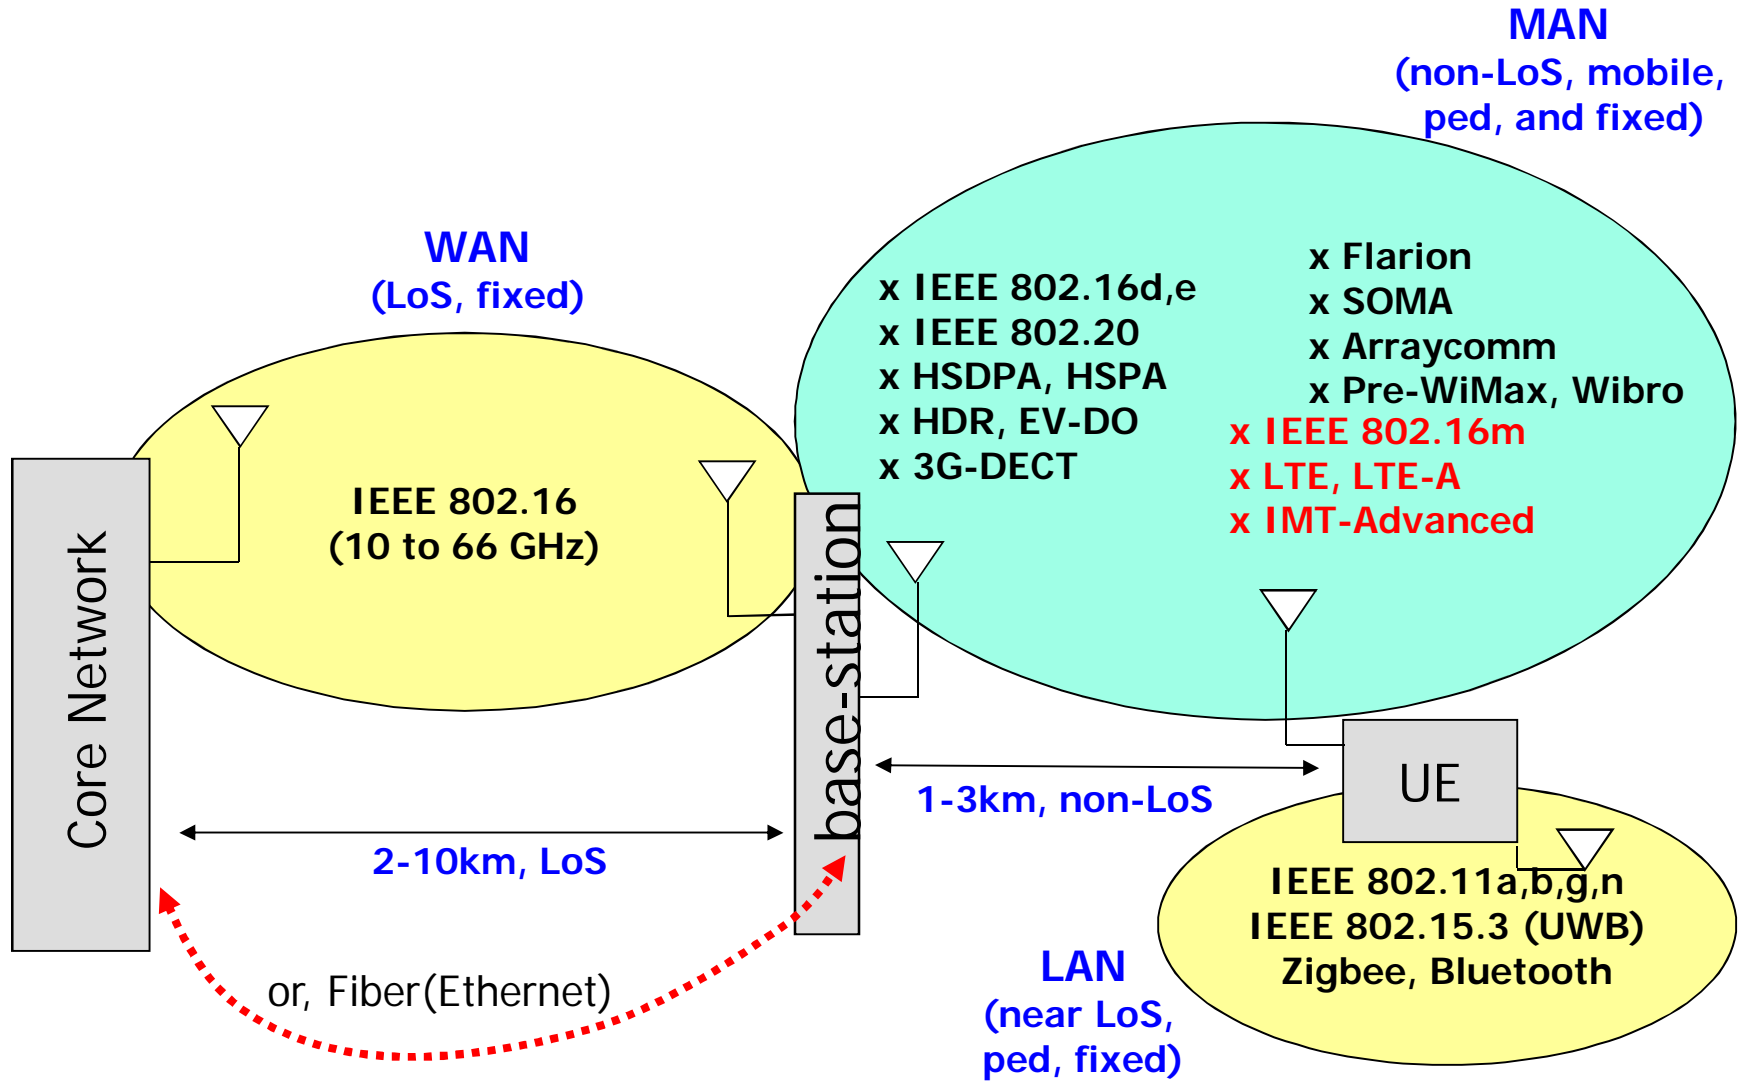 MAN
(non-LoS, mobile,
ped, and fixed)
WAN
(LoS, fixed)
x IEEE 802.16d,e
x IEEE 802.20
x HSDPA, HSPA
x HDR, EV-DO
x 3G-DECT
x Flarion
x SOMA
x Arraycomm
x Pre-WiMax, Wibro
x IEEE 802.16m
x LTE, LTE-A
x IMT-Advanced
IEEE 802.16
(10 to 66 GHz)
Core Network
base-station
UE
1-3km, non-LoS
2-10km, LoS
or, Fiber(Ethernet)
IEEE 802.11a,b,g,n
IEEE 802.15.3 (UWB)
Zigbee, Bluetooth
LAN
(near LoS,
ped, fixed)